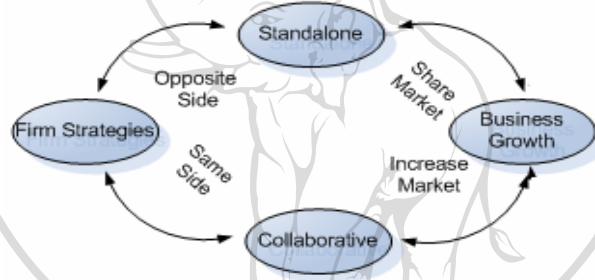 Standalone
Opposite
Side
Share
Market
Firm Strategies
Business
Growth
Same
Side
Increase
Market
Collaborative